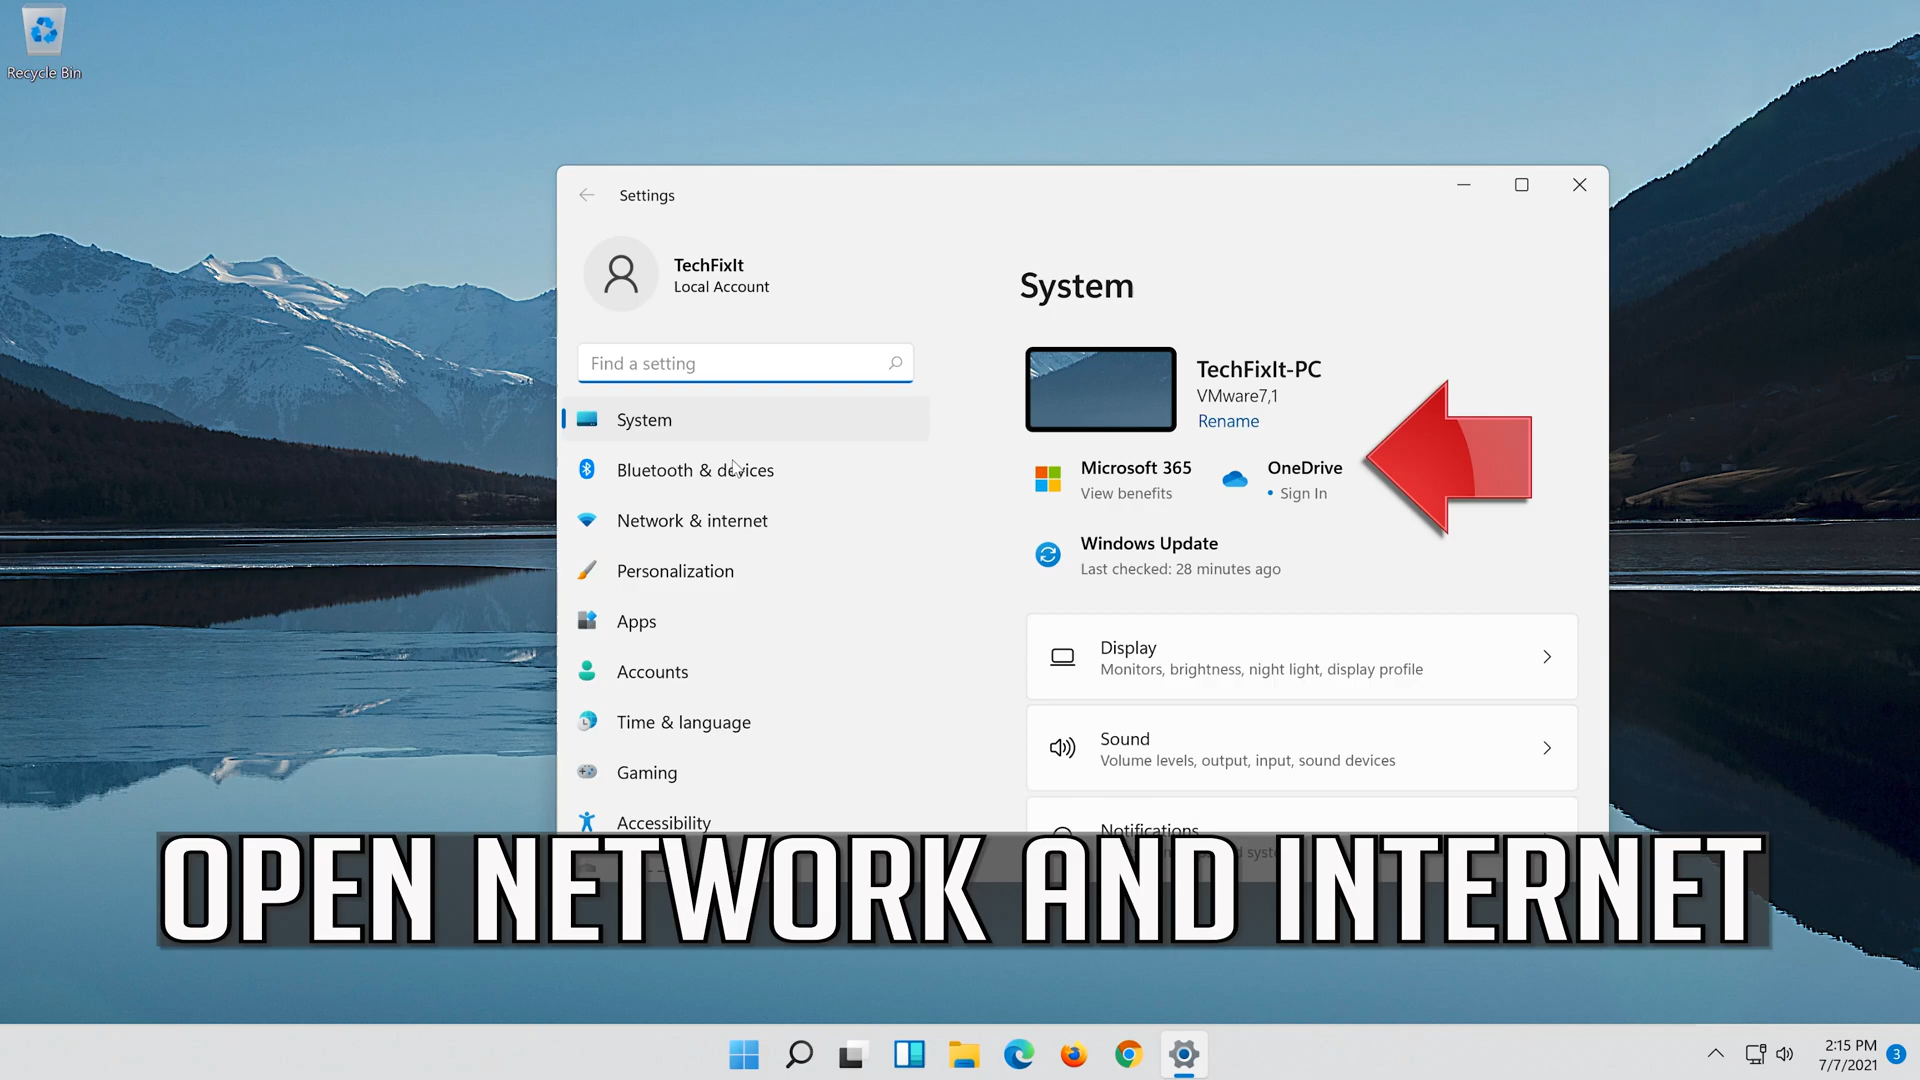 Recycle Bin
Settings
TechFixIt
Local Account
Find a setting
System
Bluetooth & devices
Network & internet
Personalization
Apps
Accounts
Time & language
Gaming
Accessibility
System
TechFixIt-PC
VMware7,1
Rename
Microsoft 365
View benefits
OneDrive
• Sign In
Windows Update
Last checked: 28 minutes ago
Display
Monitors, brightness, night light, display profile
Sound
Volume levels, output, input, sound devices
Notifications
OPEN NETWORK AND INTERNET
2:15 PM
7/7/2021
3